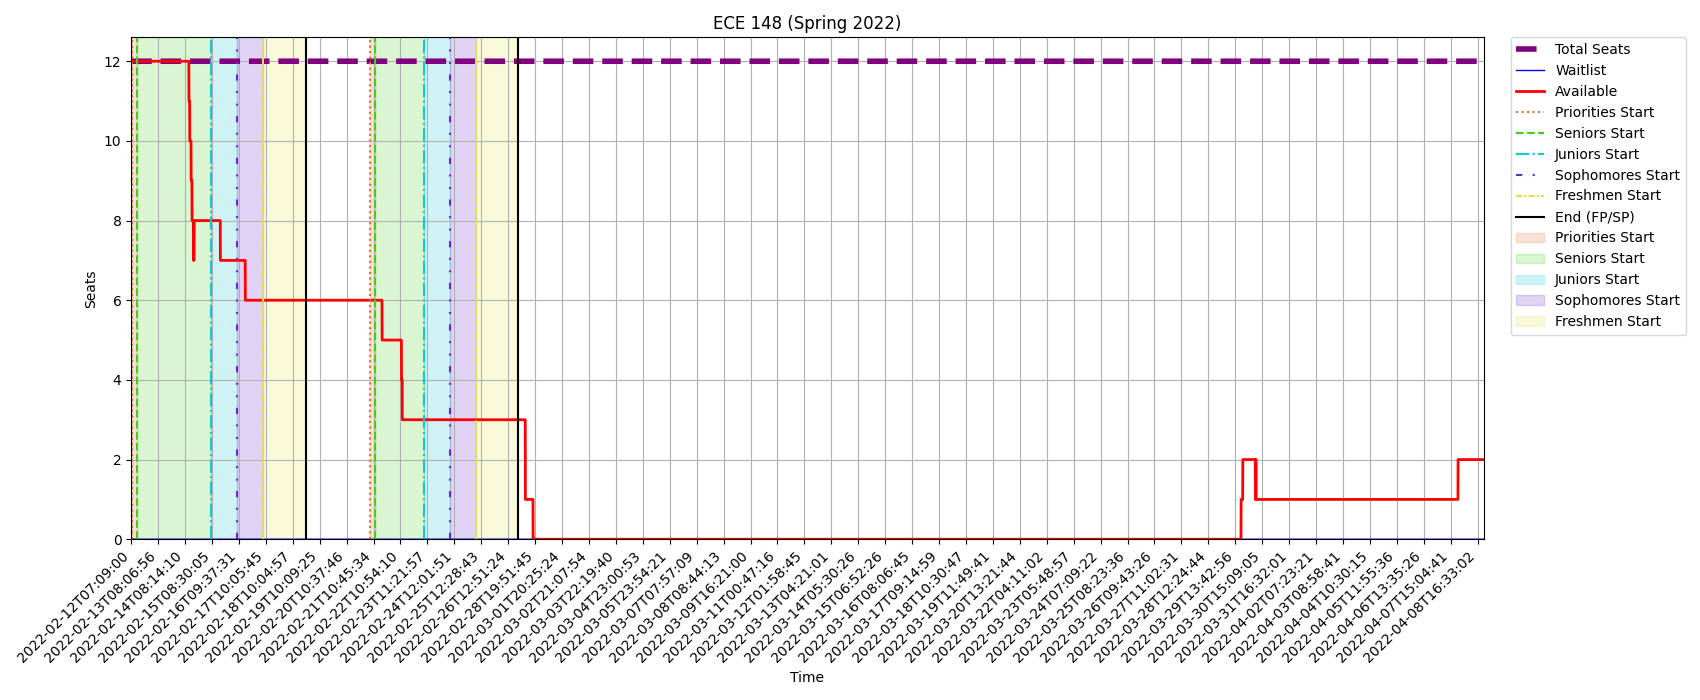 ECE 148 (Spring 2022)
Seats
12
10
8
6
4
2
0
2022-02-12T07:09:00
2022-02-13T08:06:56
2022-02-14T08:14:10
2022-02-15T08:30:05
2022-02-16T09:37:31
2022-02-17T10:05:45
2022-02-18T10:04:57
2022-02-19T10:09:25
2022-02-20T10:37:46
2022-02-21T10:45:34
2022-02-22T10:54:10
2022-02-23T11:21:57
2022-02-24T12:01:51
2022-02-25T12:28:43
2022-02-26T12:51:24
2022-02-28T19:51:45
2022-03-01T20:25:24
2022-03-02T21:07:54
2022-03-03T22:19:40
2022-03-04T23:00:53
2022-03-05T23:54:21
2022-03-07T07:57:09
2022-03-08T08:44:13
2022-03-09T16:21:00
2022-03-11T00:47:16
2022-03-12T01:58:45
2022-03-13T04:21:01
2022-03-14T05:30:26
2022-03-15T06:52:26
2022-03-16T08:06:45
2022-03-17T09:14:59
2022-03-18T10:30:47
2022-03-19T11:49:41
2022-03-20T13:21:44
2022-03-22T04:11:02
2022-03-23T05:48:57
2022-03-24T07:09:22
2022-03-25T08:23:36
2022-03-26T09:43:26
2022-03-27T11:02:31
2022-03-28T12:24:44
2022-03-29T13:42:56
2022-03-30T15:09:05
2022-03-31T16:32:01
2022-04-02T07:23:21
2022-04-03T08:58:41
2022-04-04T10:30:15
2022-04-05T11:55:36
2022-04-06T13:35:26
2022-04-07T15:04:41
2022-04-08T16:33:02
Time
Total Seats
Waitlist
Available
Priorities Start
Seniors Start
Juniors Start
Sophomores Start
Freshmen Start
End (FP/SP)
Priorities Start
Seniors Start
Juniors Start
Sophomores Start
Freshmen Start